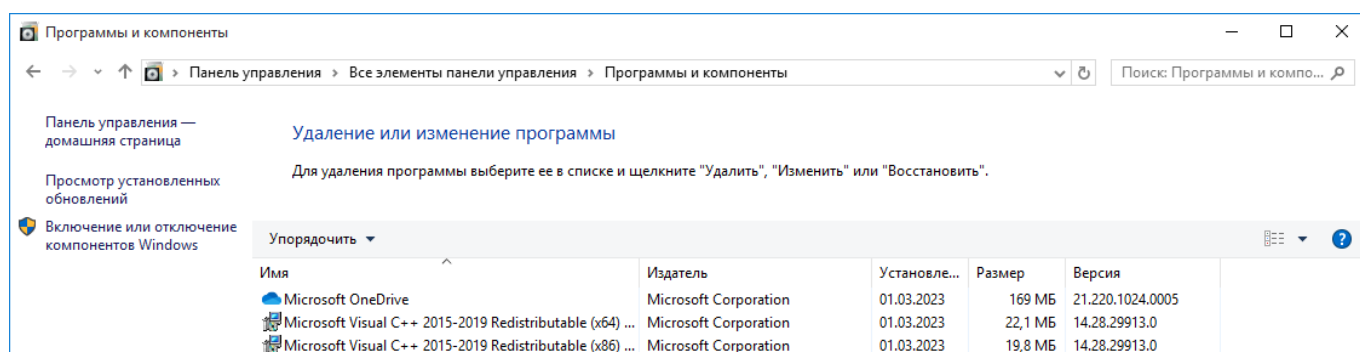 Программы и компоненты
Панель управления > Все элементы панели управления > Программы и компоненты
Поиск: Программы и компо...
Панель управления —
домашняя страница
Просмотр установленных
обновлений
Включение или отключение
компонентов Windows
Удаление или изменение программы
Для удаления программы выберите ее в списке и щелкните "Удалить", "Изменить" или "Восстановить".
Упорядочить
Имя Издатель Установле... Размер Версия
Microsoft OneDrive Microsoft Corporation 01.03.2023 169 МБ 21.220.1024.0005
Microsoft Visual C++ 2015-2019 Redistributable (x64) ... Microsoft Corporation 01.03.2023 22,1 МБ 14.28.29913.0
Microsoft Visual C++ 2015-2019 Redistributable (x86) ... Microsoft Corporation 01.03.2023 19,8 МБ 14.28.29913.0